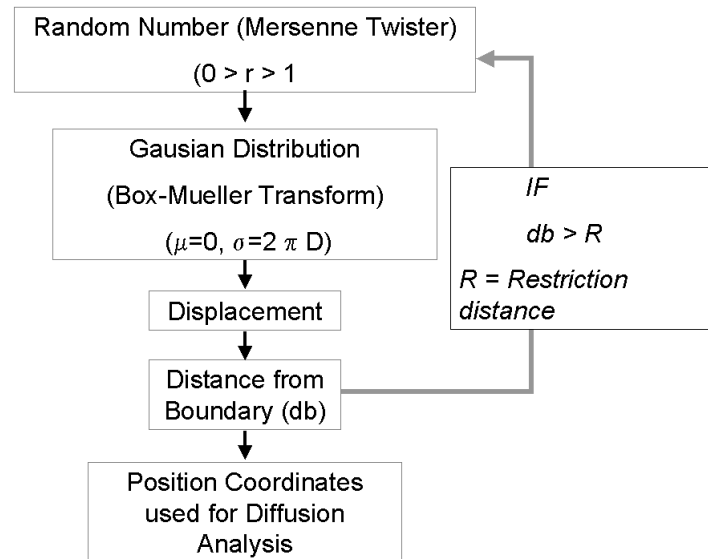 Random Number (Mersenne Twister)
(0 > r > 1
Gausian Distribution
(Box-Mueller Transform)
(μ=0, σ=2 π D)
IF
db > R
R = Restriction
distance
Displacement
Distance from
Boundary (db)
Position Coordinates
used for Diffusion
Analysis